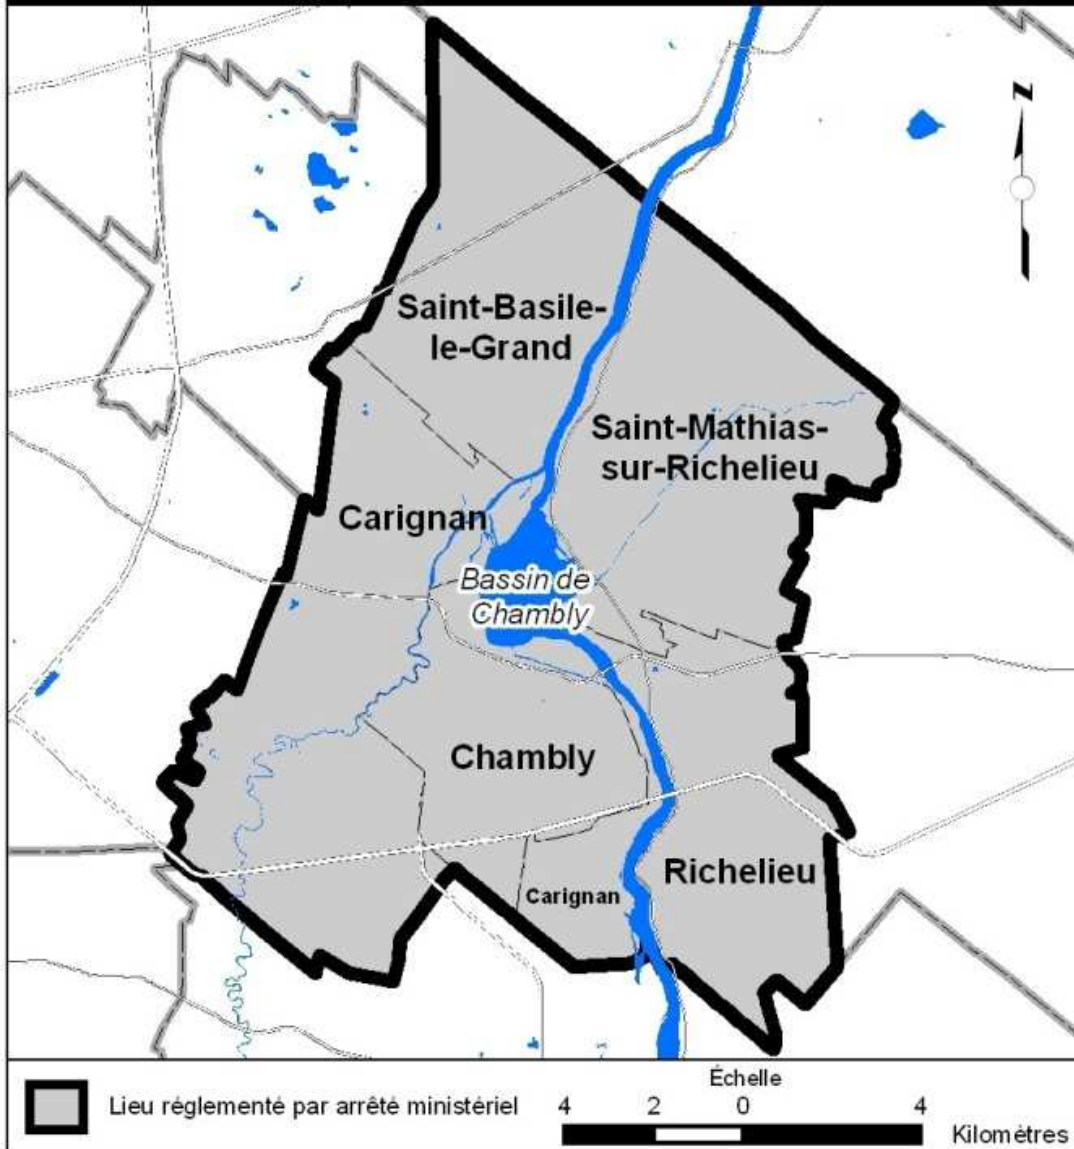 N
Saint-Basile-
le-Grand
Saint-Mathias-
sur-Richelieu
Carignan
Bassin de
Chambly
Chambly
Richelieu
Carignan
Échelle
Lieu réglementé par arrêté ministériel
4 2 0 4
Kilomètres